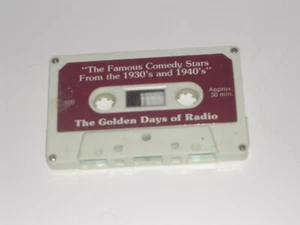 "The Famous Comedy Stars
From the 1930's and 1940's"
Approx.
30 min.
The Golden Days of Radio